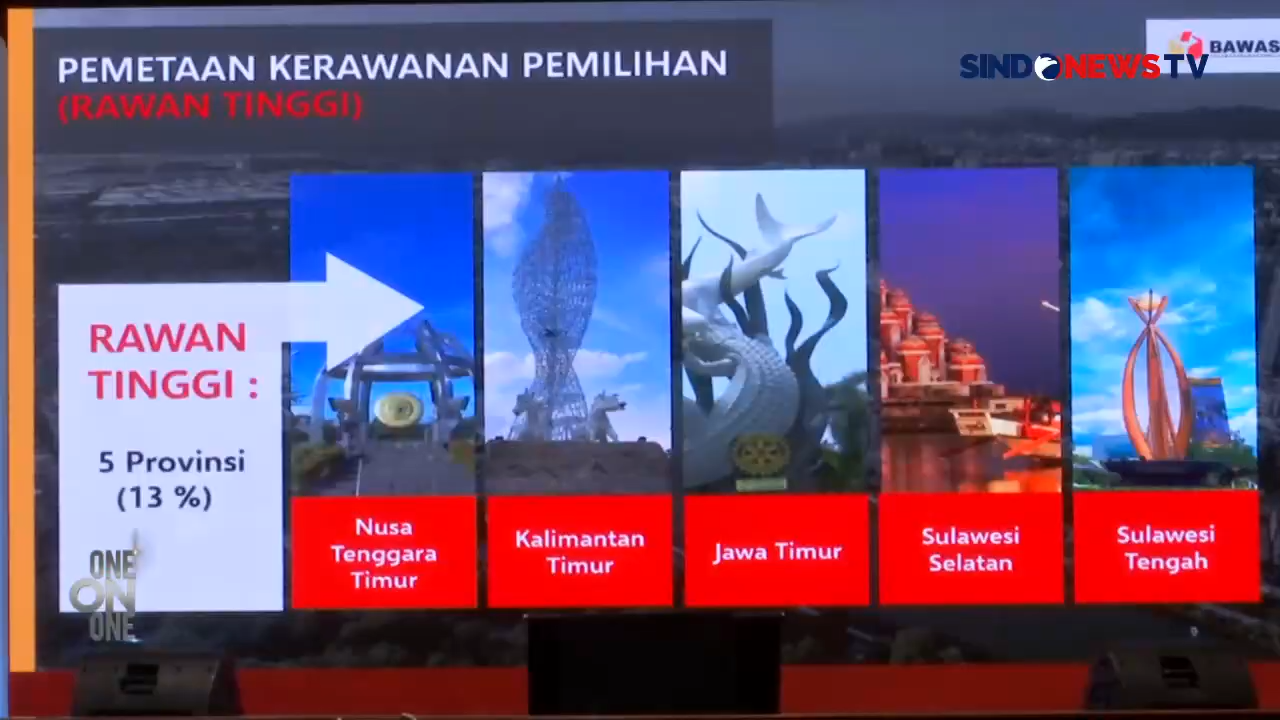 PEMETAAN KERAWANAN PEMILIHAN
(RAWAN TINGGI)
BAWAS
SINDONEWSTV
RAWAN
TINGGI :
5 Provinsi
(13 %)
Nusa
Tenggara
Timur
Kalimantan
Timur
Jawa Timur
Sulawesi
Selatan
Sulawesi
Tengah
ONE
ON
ONE